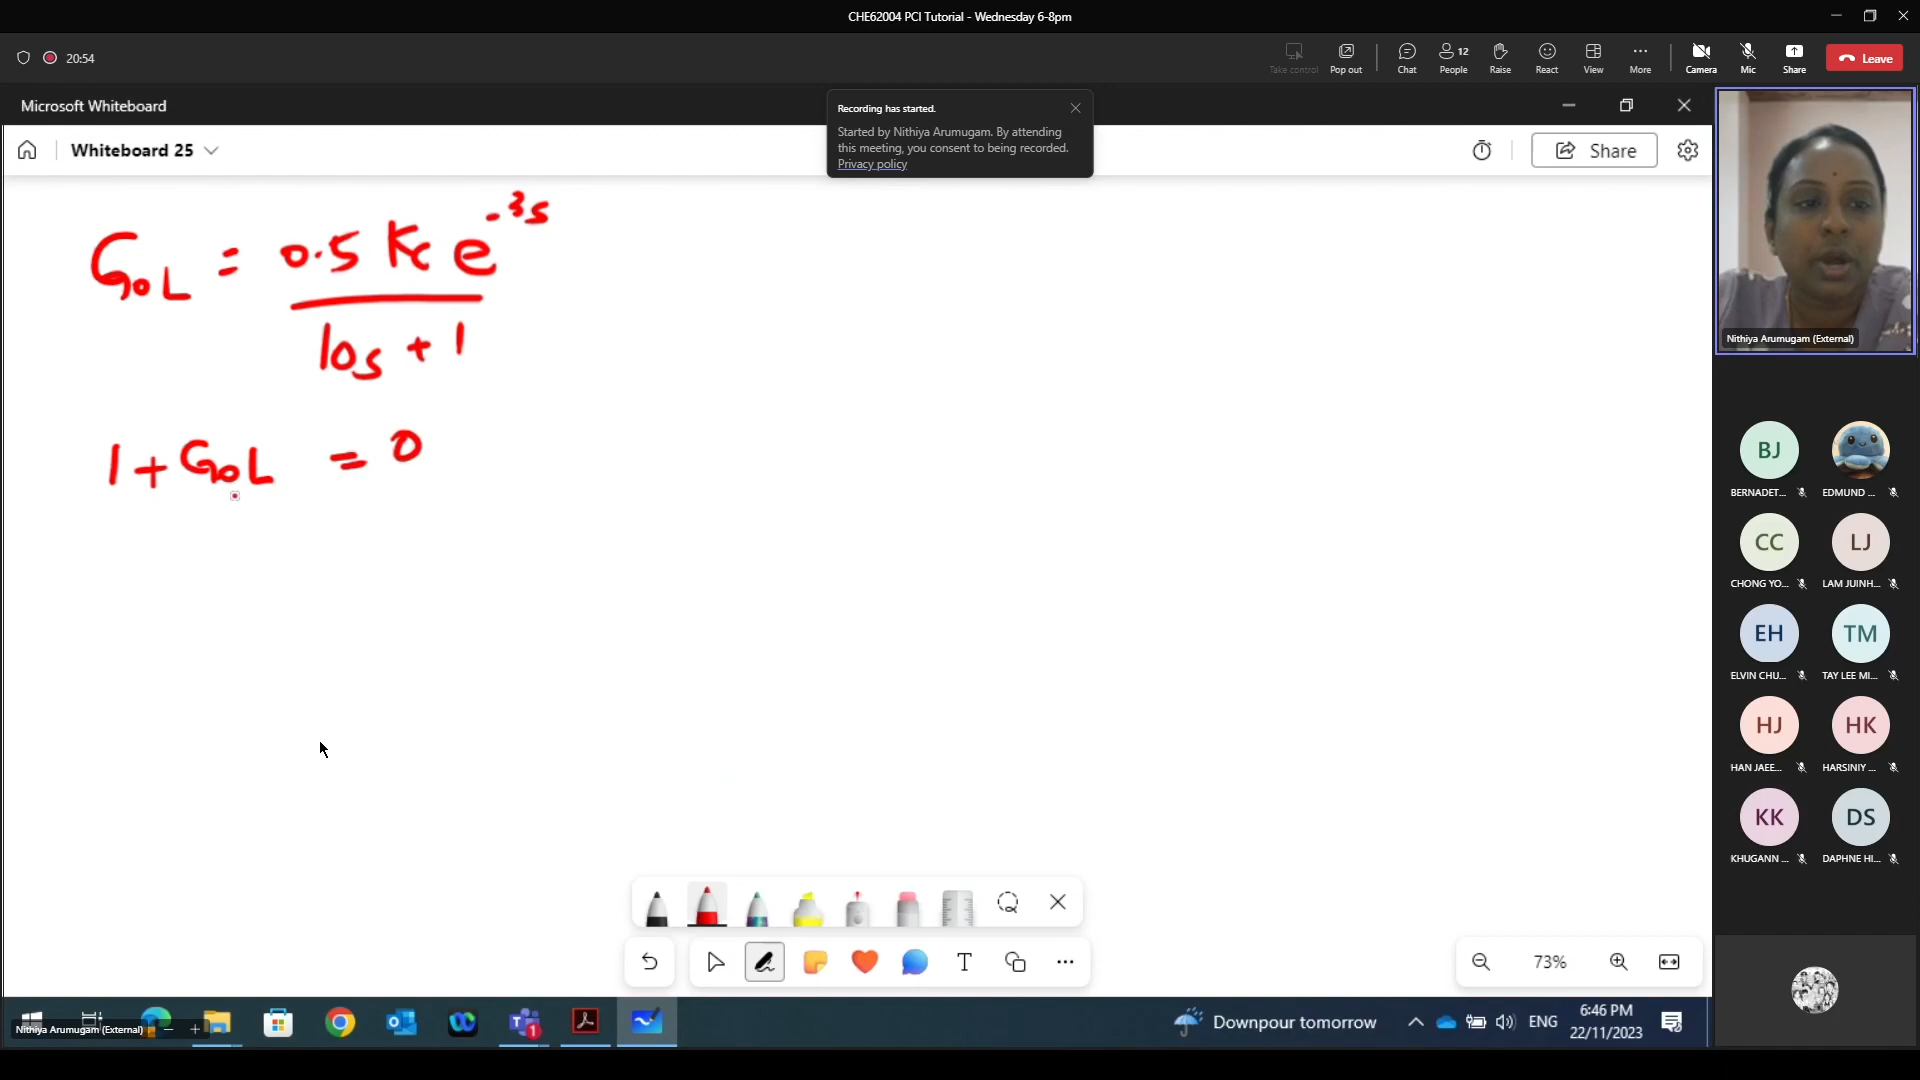 CHE62004 PCI Tutorial - Wednesday 6-8pm
20:54
Take control
Pop out
Chat
12
People
Raise
React
View
More
Camera
Mic
Share
Leave
Microsoft Whiteboard
Recording has started.
Started by Nithiya Arumugam. By attending
this meeting, you consent to being recorded.
Privacy policy
Whiteboard 25
Share
G_OL = 0.5 Kc e^-3s
10s + 1
1 + G_OL = 0
Nithiya Arumugam (External)
BJ
BERNADET...
EDMUND ...
CC
CHONG YO...
LJ
LAM JUINH...
EH
ELVIN CHU...
TM
TAY LEE MI...
HJ
HAN JAEE...
HK
HARSINIY ...
KK
KHUGANN ...
DS
DAPHNE HI...
T
73%
Nithiya Arumugam (External)
1
Downpour tomorrow
ENG
6:46 PM
22/11/2023